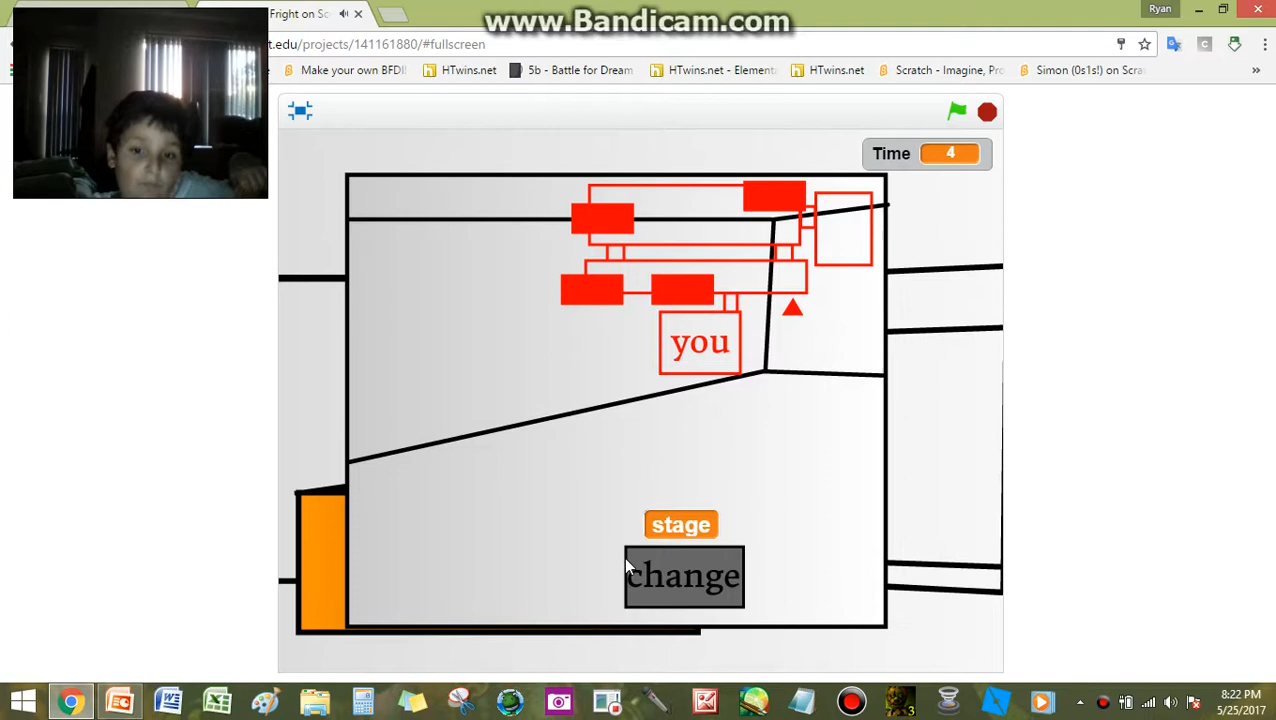 www.Bandicam.com
Fright on Sc
Ryan
t.edu/projects/141161880/#fullscreen
Make your own BFDI!
HTwins.net
5b - Battle for Dream
HTwins.net - Elementa
HTwins.net
Scratch - Imagine, Pro
Simon (0s1s!) on Scra
Time 4
you
stage
change
3
8:22 PM
5/25/2017